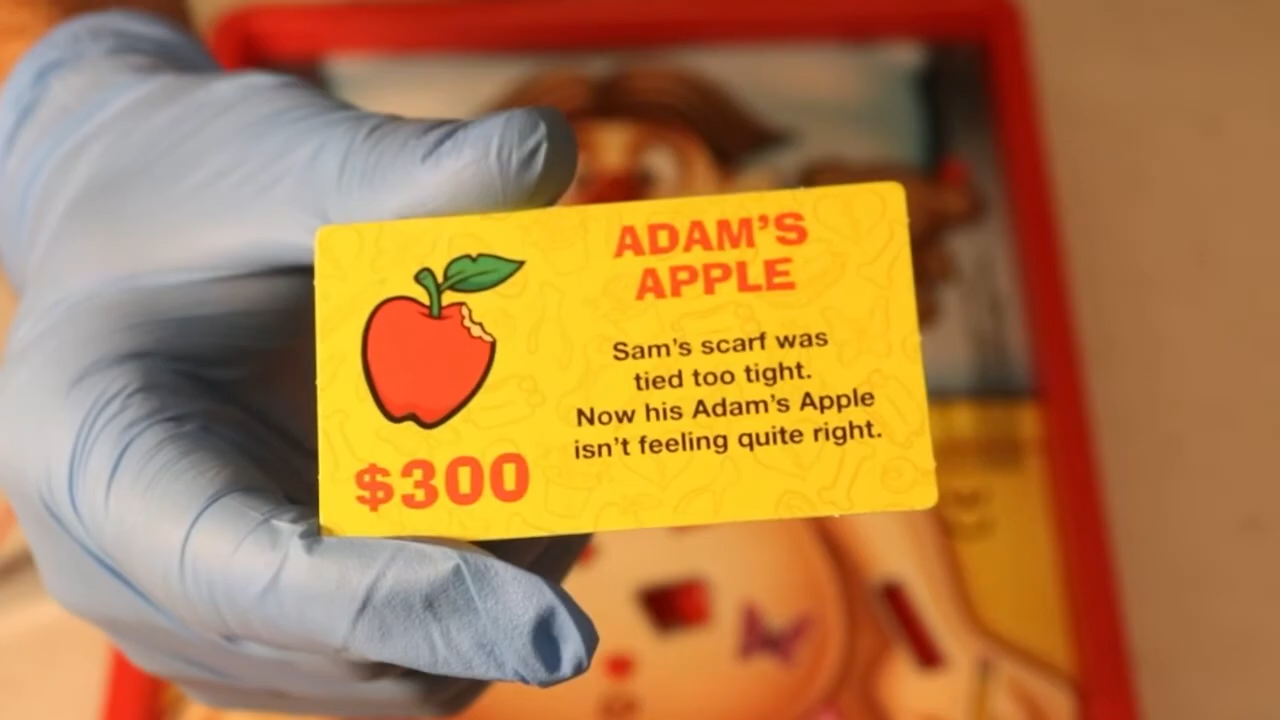 ADAM'S
APPLE
Sam's scarf was
tied too tight.
Now his Adam's Apple
isn't feeling quite right.
$300